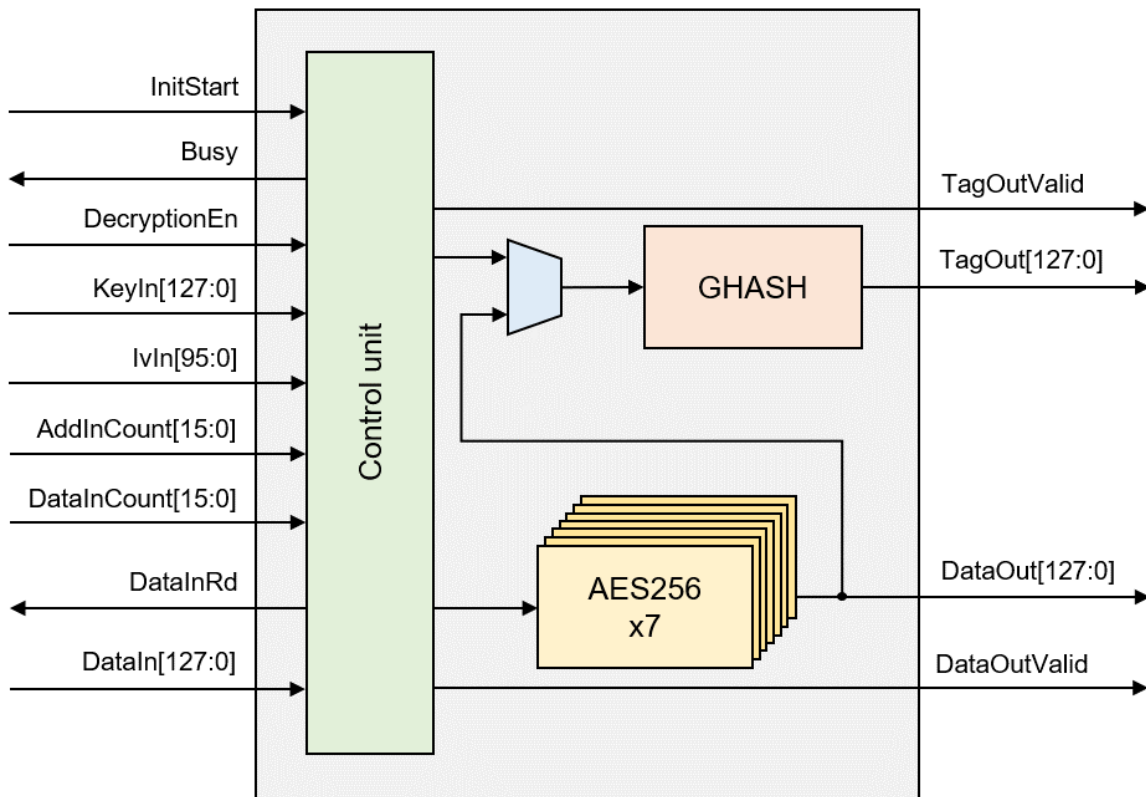 InitStart
Busy
DecryptionEn
KeyIn[127:0]
IvIn[95:0]
AddInCount[15:0]
DataInCount[15:0]
DataInRd
DataIn[127:0]
Control unit
GHASH
AES256
x7
TagOutValid
TagOut[127:0]
DataOut[127:0]
DataOutValid